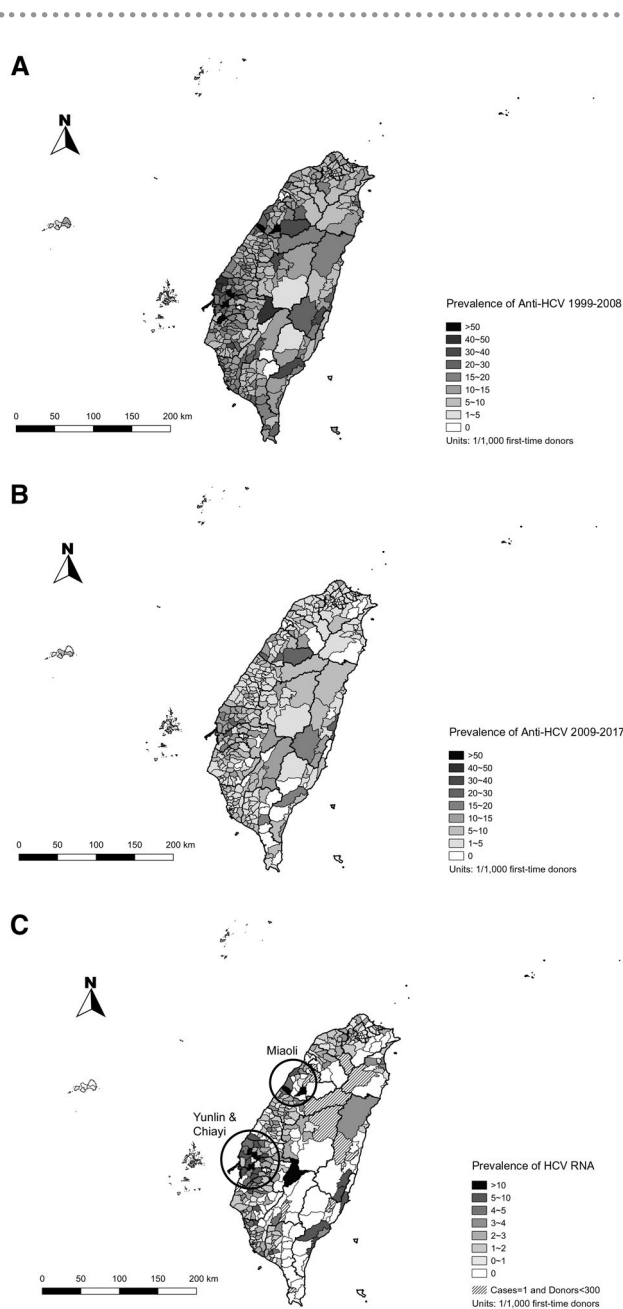 A
N
0 50 100 150 200 km
Prevalence of Anti-HCV 1999-2008
>50
40~50
30~40
20~30
15~20
10~15
5~10
1~5
0
Units: 1/1,000 first-time donors
B
N
0 50 100 150 200 km
Prevalence of Anti-HCV 2009-2017
>50
40~50
30~40
20~30
15~20
10~15
5~10
1~5
0
Units: 1/1,000 first-time donors
C
N
Miaoli
Yunlin &
Chiayi
0 50 100 150 200 km
Prevalence of HCV RNA
>10
5~10
4~5
3~4
2~3
1~2
0~1
0
Cases=1 and Donors<300
Units: 1/1,000 first-time donors